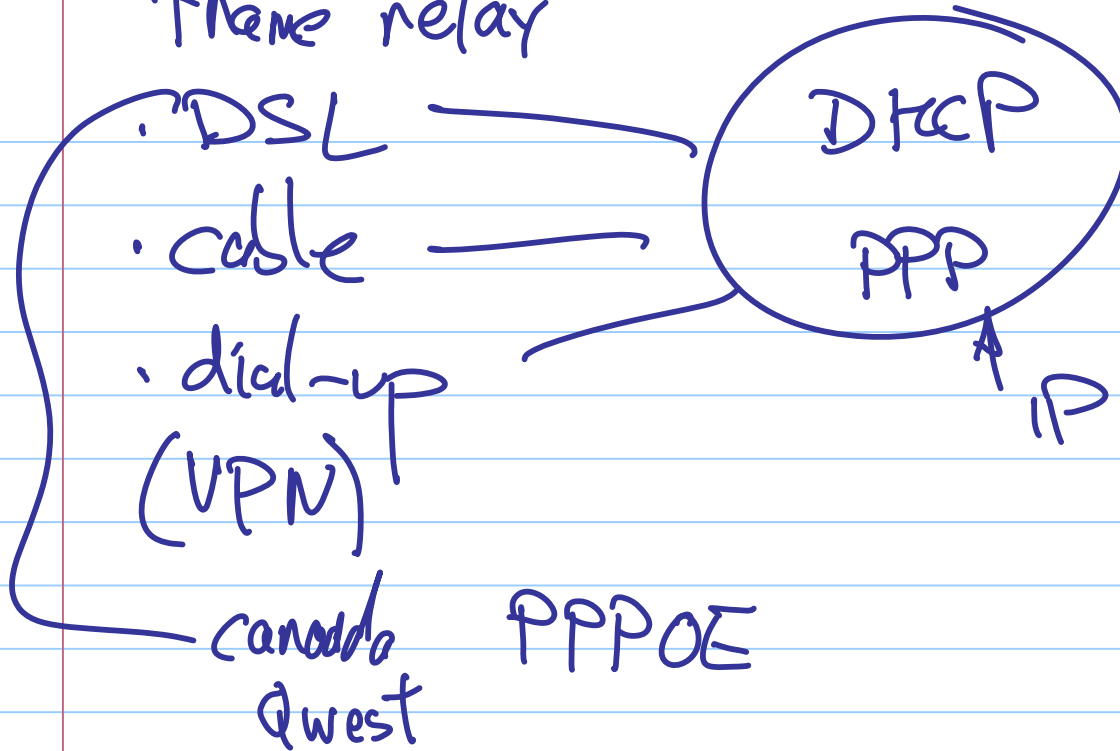 Frame relay
· DSL
DHCP
· cable
PPP
· dial-up
IP
(VPN)
canada PPPOE
Qwest